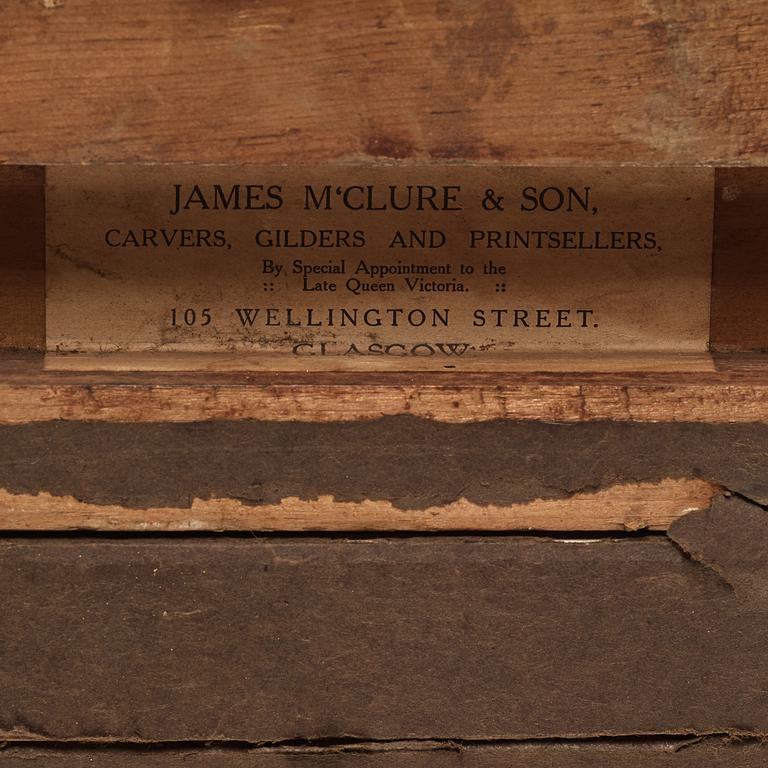 JAMES M‘CLURE & SON,
CARVERS, GILDERS AND PRINTSELLERS,
By Special Appointment to the
:: Late Queen Victoria. ::
105 WELLINGTON STREET.
GLASGOW